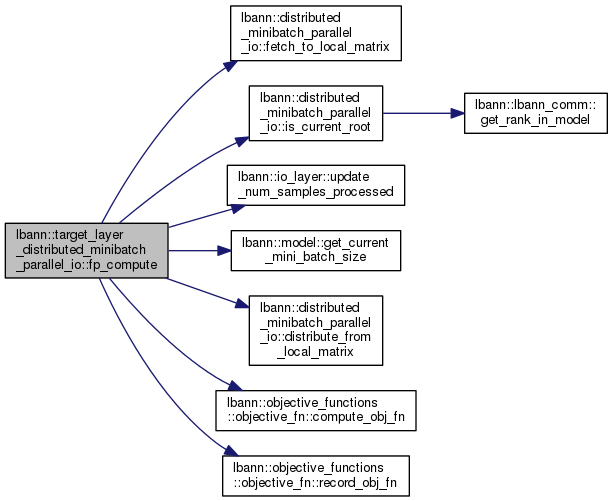 lbann::distributed
_minibatch_parallel
_io::fetch_to_local_matrix
lbann::distributed
_minibatch_parallel
_io::is_current_root
lbann::lbann_comm::
get_rank_in_model
lbann::io_layer::update
_num_samples_processed
lbann::target_layer
_distributed_minibatch
_parallel_io::fp_compute
lbann::model::get_current
_mini_batch_size
lbann::distributed
_minibatch_parallel
_io::distribute_from
_local_matrix
lbann::objective_functions
::objective_fn::compute_obj_fn
lbann::objective_functions
::objective_fn::record_obj_fn